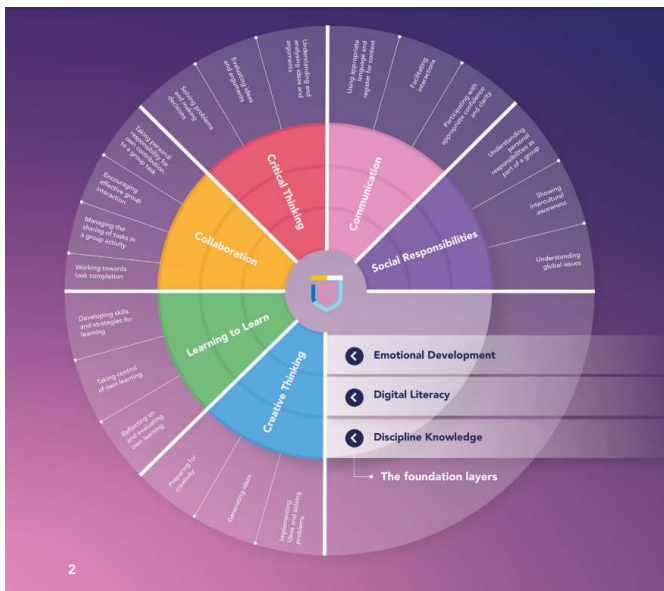 Understanding and
analysing ideas and
arguments
Evaluating ideas
and arguments
Solving problems
and making
decisions
Critical Thinking
Using appropriate
language and
register for context
Facilitating
interactions
Participating with
appropriate confidence
and clarity
Communication
Understanding
personal
responsibilities as
part of a group
Showing
intercultural
awareness
Understanding
global issues
Social Responsibilities
Taking personal
responsibility for
own contribution
to a group task
Encouraging
effective group
interaction
Managing the
sharing of tasks in
a group activity
Working towards
task completion
Collaboration
Developing skills
and strategies for
learning
Taking control
of own learning
Reflecting on
and evaluating
own learning
Learning to Learn
Preparing for
creativity
Generating ideas
Implementing
ideas and solving
problems
Creative Thinking
Emotional Development
Digital Literacy
Discipline Knowledge
The foundation layers
2